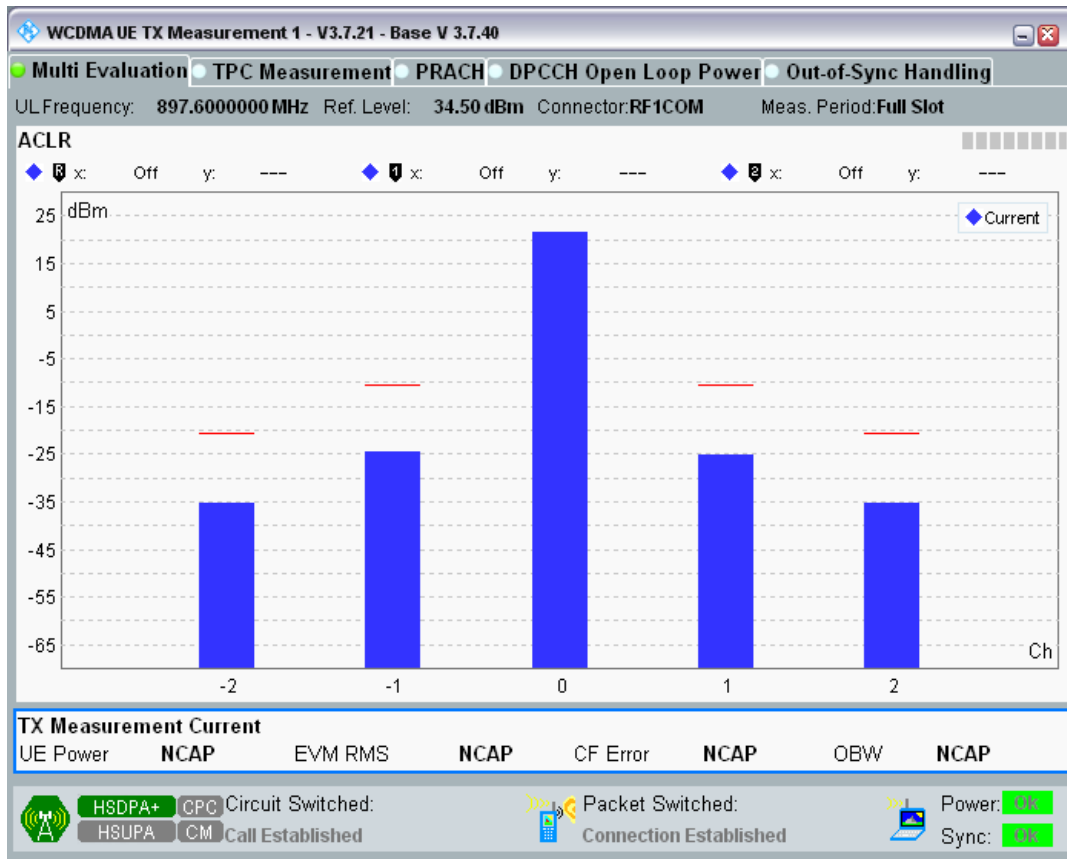 WCDMA UE TX Measurement 1 - V3.7.21 - Base V 3.7.40
Multi Evaluation TPC Measurement PRACH DPCCH Open Loop Power Out-of-Sync Handling
UL Frequency: 897.6000000 MHz Ref. Level: 34.50 dBm Connector:RF1COM Meas. Period:Full Slot
ACLR
R x: Off y: --- 1 x: Off y: --- 2 x: Off y: ---
dBm
Current
25
15
5
-5
-15
-25
-35
-45
-55
-65
Ch
-2 -1 0 1 2
TX Measurement Current
UE Power NCAP EVM RMS NCAP CF Error NCAP OBW NCAP
HSDPA+ CPC Circuit Switched: Packet Switched: Power: Ok
HSUPA CM Call Established Connection Established Sync: Ok